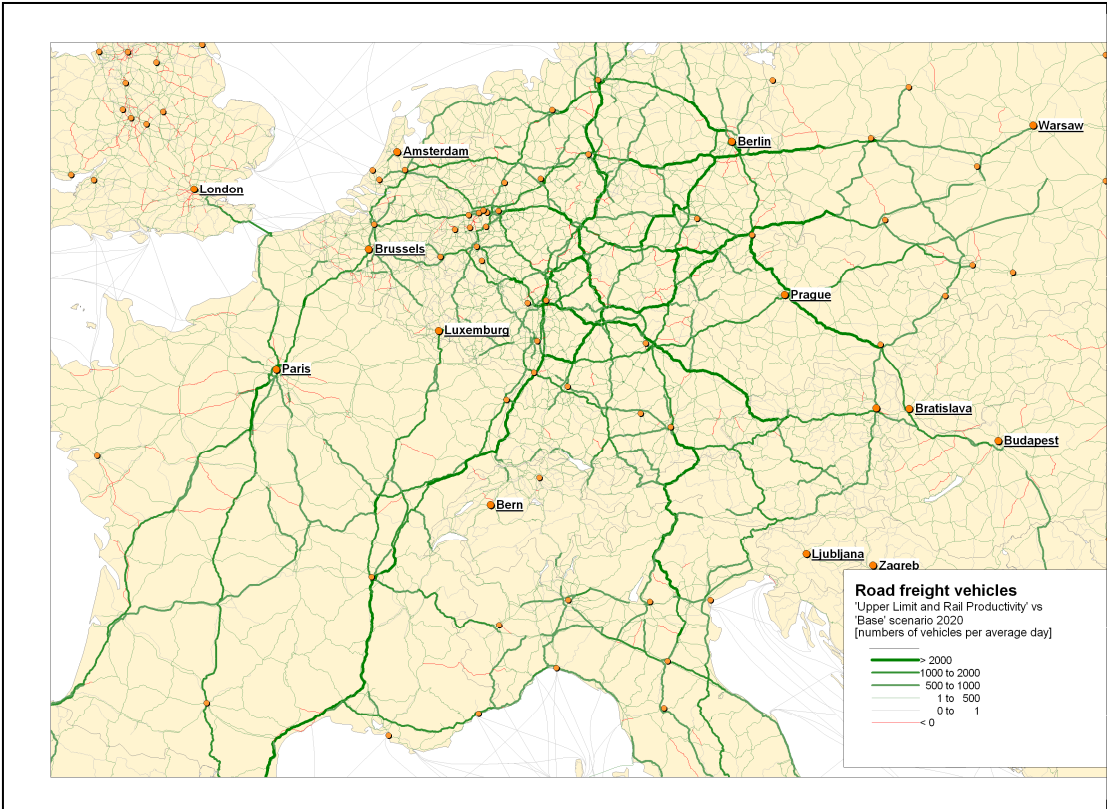 Warsaw
Berlin
Amsterdam
London
Brussels
Prague
Luxemburg
Paris
Bratislava
Budapest
Bern
Ljubljana
Zagreb
Road freight vehicles
'Upper Limit and Rail Productivity' vs
'Base' scenario 2020
[numbers of vehicles per average day]
> 2000
1000 to 2000
500 to 1000
1 to 500
0 to 1
< 0